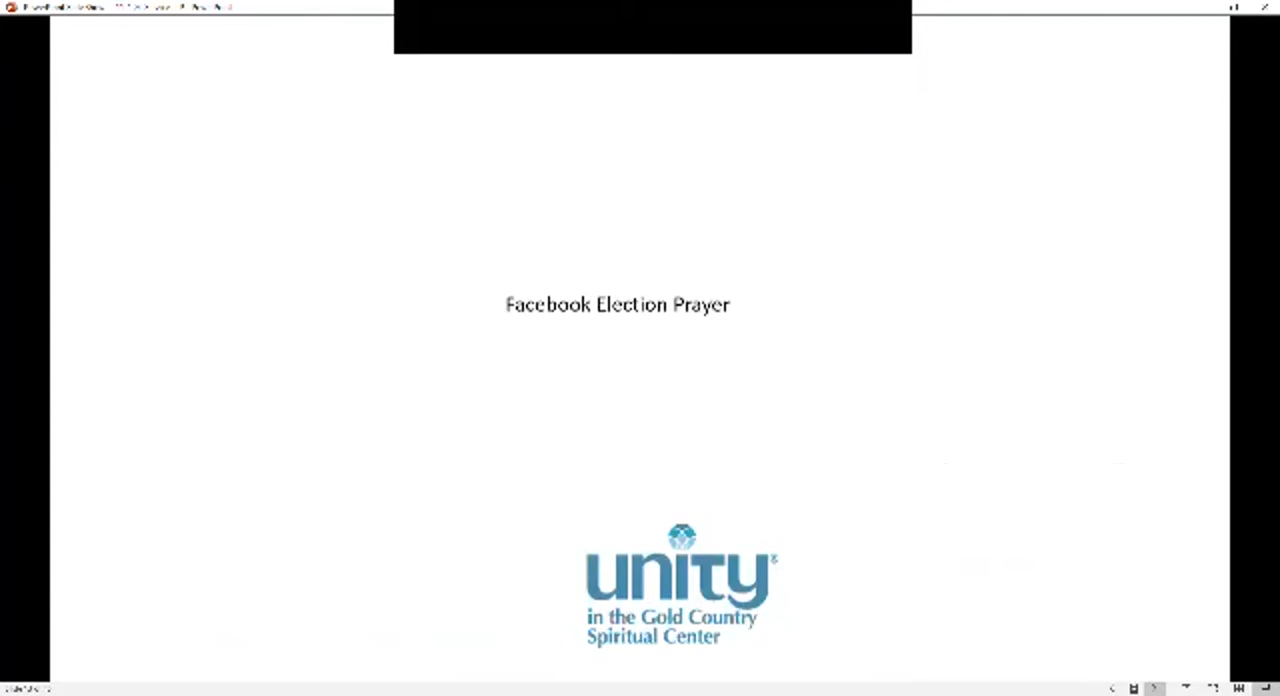 Facebook Election Prayer
unity®
in the Gold Country
Spiritual Center